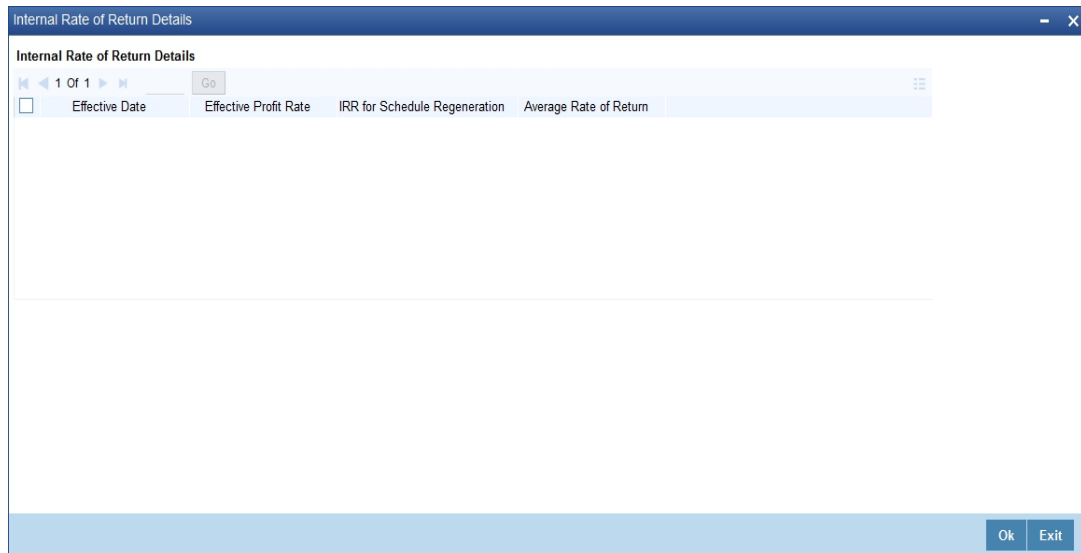 Internal Rate of Return Details
Internal Rate of Return Details
1 Of 1 Go
Effective Date Effective Profit Rate IRR for Schedule Regeneration Average Rate of Return
Ok Exit